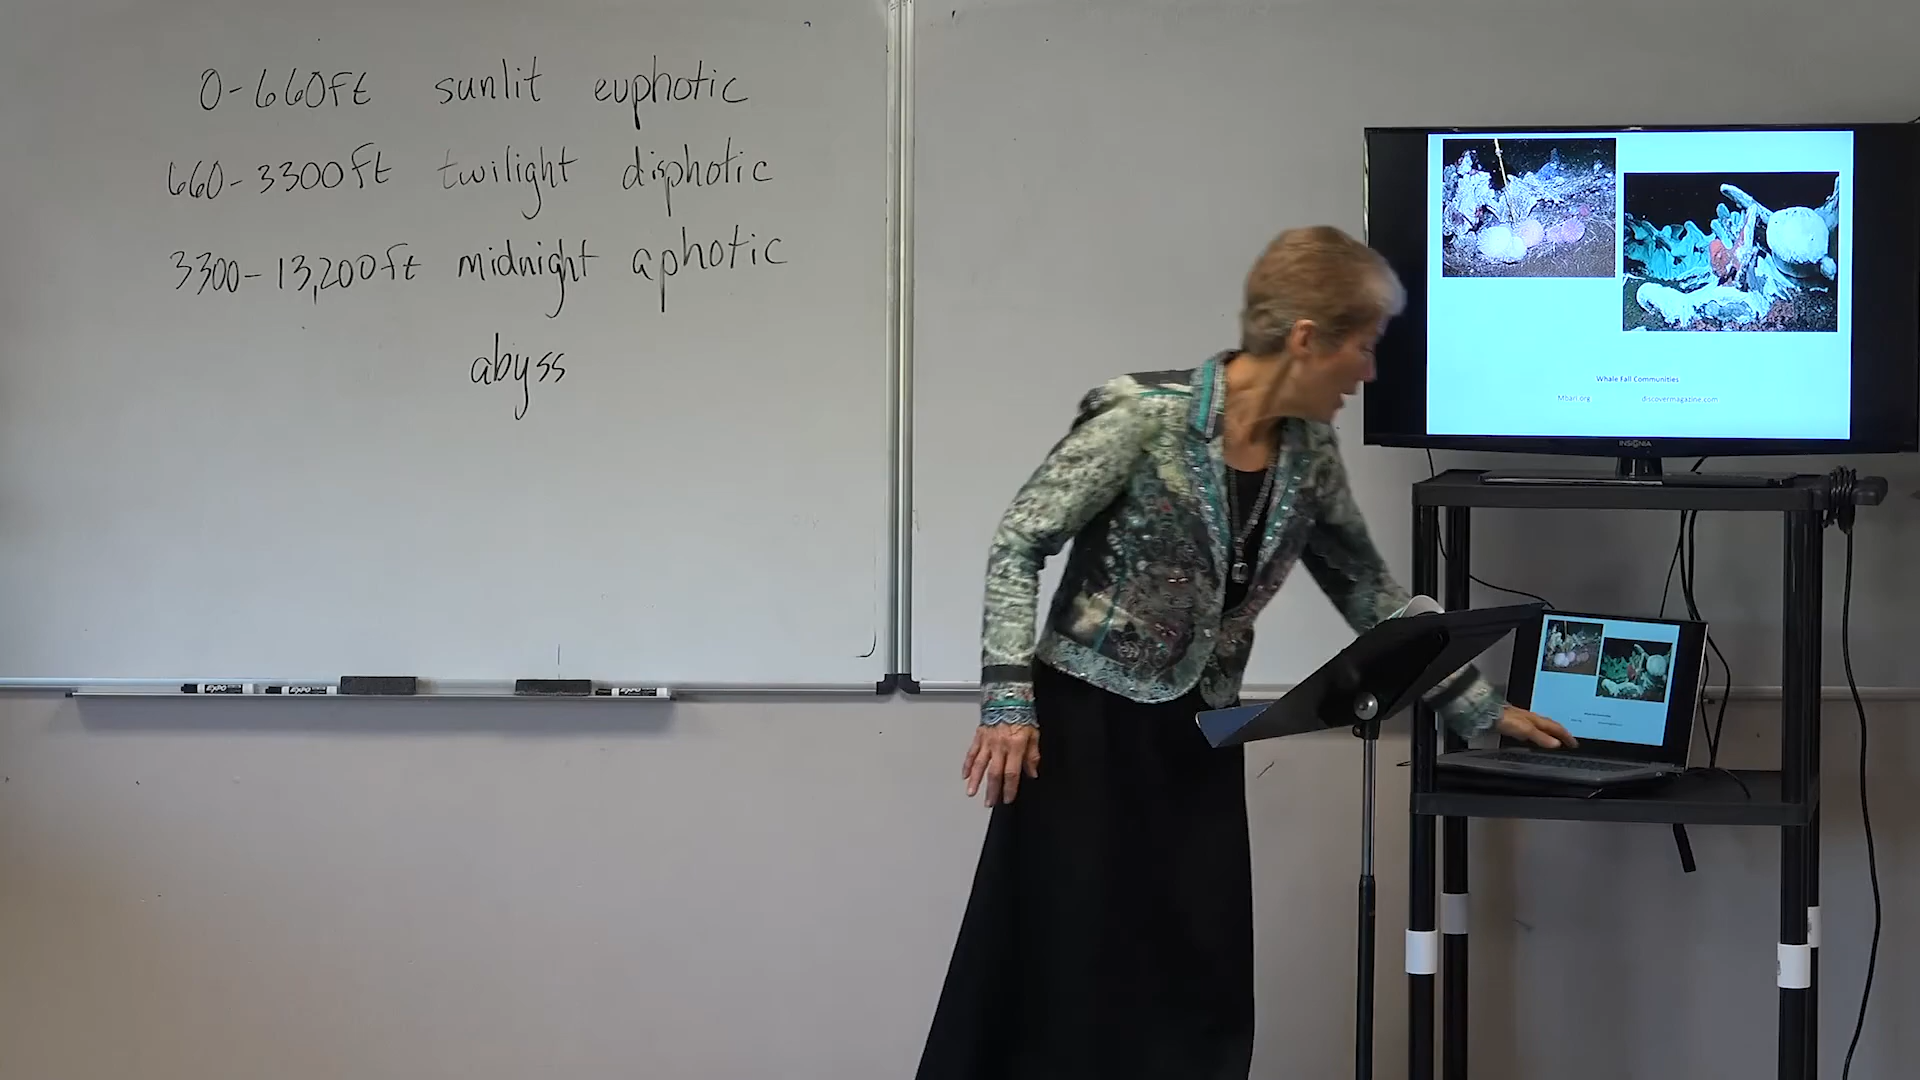 0-660ft sunlit euphotic
660-3300ft twilight disphotic
3300-13,200ft midnight aphotic
abyss
Whale Fall Communities
Mbari.org discovermagazine.com
INSIGNIA
EXPO
EXPO
EXPO